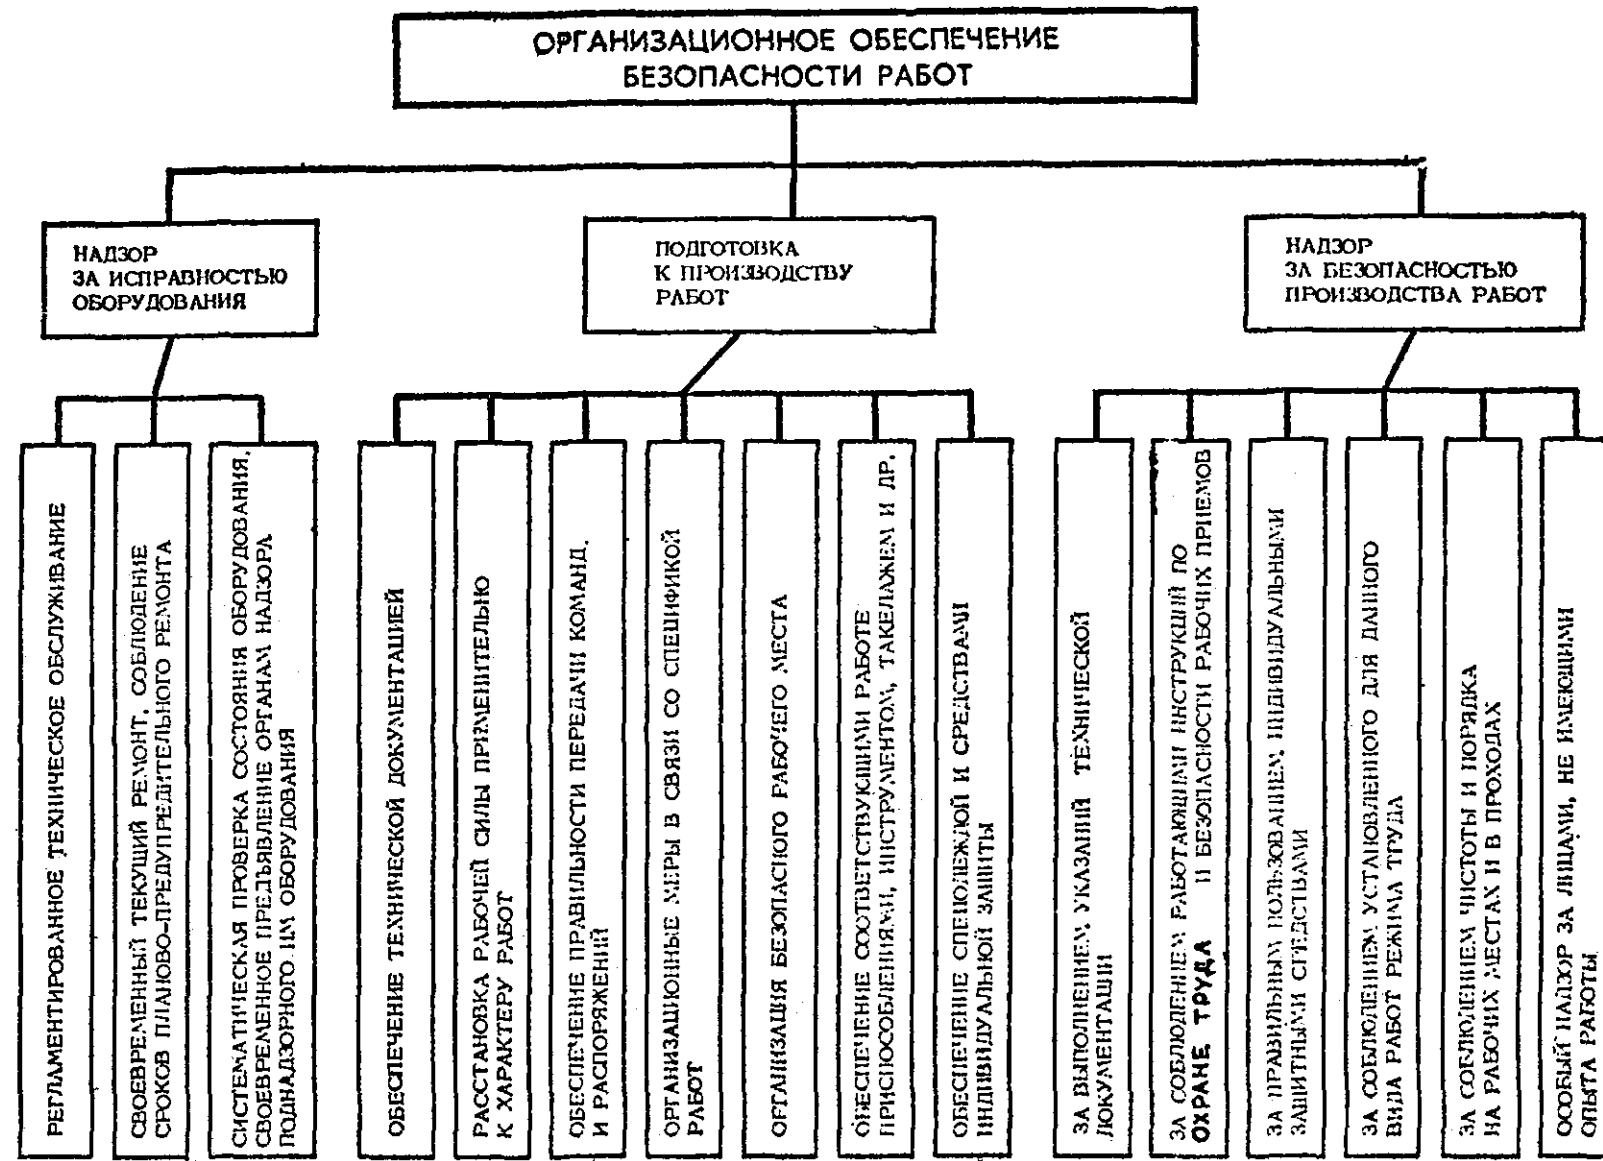 ОРГАНИЗАЦИОННОЕ ОБЕСПЕЧЕНИЕ
БЕЗОПАСНОСТИ РАБОТ
НАДЗОР
ЗА ИСПРАВНОСТЬЮ
ОБОРУДОВАНИЯ
ПОДГОТОВКА
К ПРОИЗВОДСТВУ
РАБОТ
НАДЗОР
ЗА БЕЗОПАСНОСТЬЮ
ПРОИЗВОДСТВА РАБОТ
РЕГЛАМЕНТИРОВАННОЕ ТЕХНИЧЕСКОЕ ОБСЛУЖИВАНИЕ
СВОЕВРЕМЕННЫЙ ТЕКУЩИЙ РЕМОНТ, СОБЛЮДЕНИЕ
СРОКОВ ПЛАНОВО-ПРЕДУПРЕДИТЕЛЬНОГО РЕМОНТА
СИСТЕМАТИЧЕСКАЯ ПРОВЕРКА СОСТОЯНИЯ ОБОРУДОВАНИЯ,
СВОЕВРЕМЕННОЕ ПРЕДЪЯВЛЕНИЕ ОРГАНАМ НАДЗОРА
ПОДНАДЗОРНОГО ИМ ОБОРУДОВАНИЯ
ОБЕСПЕЧЕНИЕ ТЕХНИЧЕСКОЙ ДОКУМЕНТАЦИЕЙ
РАССТАНОВКА РАБОЧЕЙ СИЛЫ ПРИМЕНИТЕЛЬНО
К ХАРАКТЕРУ РАБОТ
ОБЕСПЕЧЕНИЕ ПРАВИЛЬНОСТИ ПЕРЕДАЧИ КОМАНД,
И РАСПОРЯЖЕНИЙ
ОРГАНИЗАЦИОННЫЕ МЕРЫ В СВЯЗИ СО СПЕЦИФИКОЙ
РАБОТ
ОРГАНИЗАЦИЯ БЕЗОПАСНОГО РАБОЧЕГО МЕСТА
ОБЕСПЕЧЕНИЕ СООТВЕТСТВУЮЩИМИ РАБОТЕ
ПРИСПОСОБЛЕНИЯМИ, ИНСТРУМЕНТОМ, ТАКЕЛАЖЕМ И ДР.
ОБЕСПЕЧЕНИЕ СПЕЦОДЕЖДОЙ И СРЕДСТВАМИ
ИНДИВИДУАЛЬНОЙ ЗАЩИТЫ
ЗА ВЫПОЛНЕНИЕМ УКАЗАНИЙ ТЕХНИЧЕСКОЙ
ДОКУМЕНТАЦИИ
ЗА СОБЛЮДЕНИЕМ РАБОТАЮЩИМИ ИНСТРУКЦИЙ ПО
ОХРАНЕ ТРУДА И БЕЗОПАСНОСТИ РАБОЧИХ ПРИЕМОВ
ЗА ПРАВИЛЬНЫМ ПОЛЬЗОВАНИЕМ ИНДИВИДУАЛЬНЫМИ
ЗАЩИТНЫМИ СРЕДСТВАМИ
ЗА СОБЛЮДЕНИЕМ УСТАНОВЛЕННОГО ДЛЯ ДАННОГО
ВИДА РАБОТ РЕЖИМА ТРУДА
ЗА СОБЛЮДЕНИЕМ ЧИСТОТЫ И ПОРЯДКА
НА РАБОЧИХ МЕСТАХ И В ПРОХОДАХ
ОСОБЫЙ НАДЗОР ЗА ЛИЦАМИ, НЕ ИМЕЮЩИМИ
ОПЫТА РАБОТЫ